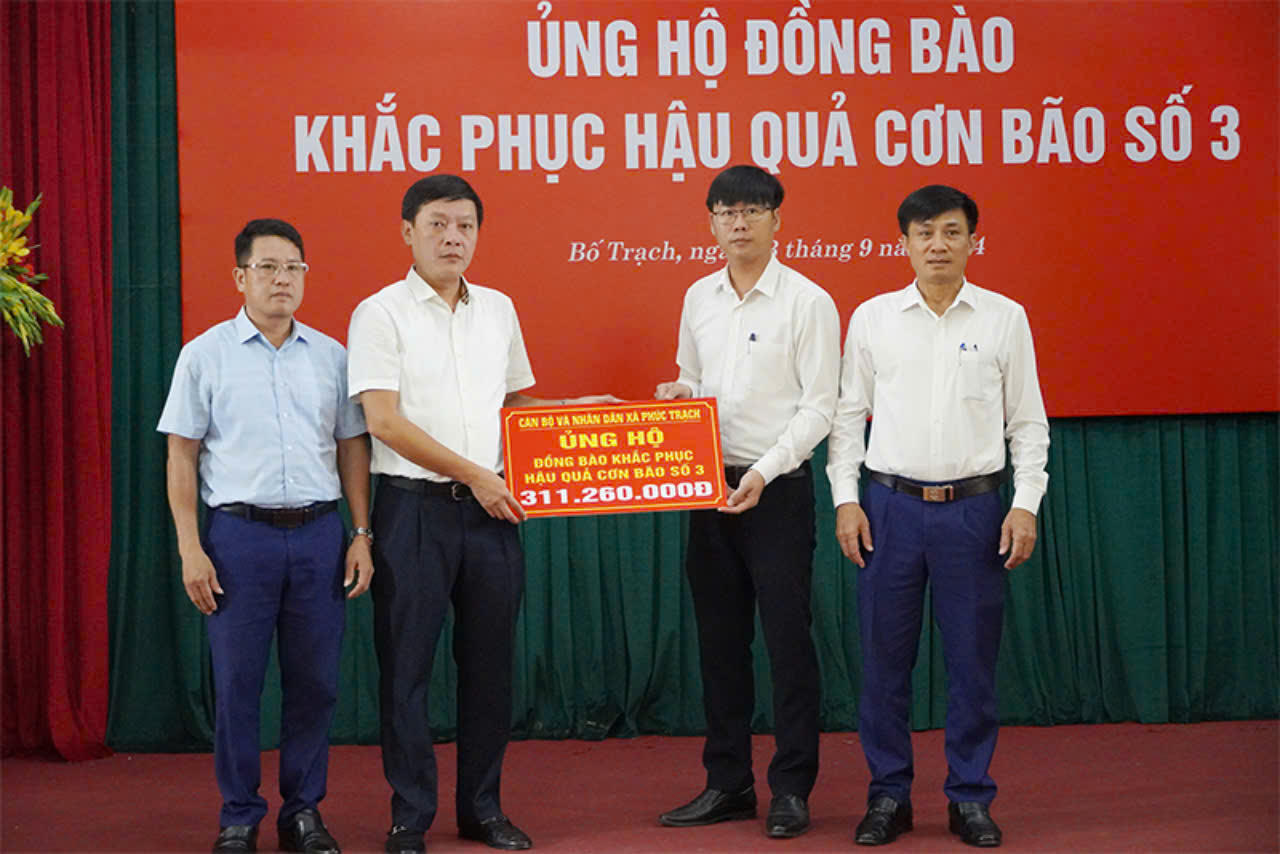 ỦNG HỘ ĐỒNG BÀO
KHẮC PHỤC HẬU QUẢ CƠN BÃO SỐ 3
Bố Trạch, 3 tháng 9 4
CÁN BỘ VÀ NHÂN DÂN XÃ PHÚC TRẠCH
ỦNG HỘ
ĐỒNG BÀO KHẮC PHỤC
HẬU QUẢ CƠN BÃO SỐ 3
311.260.000Đ